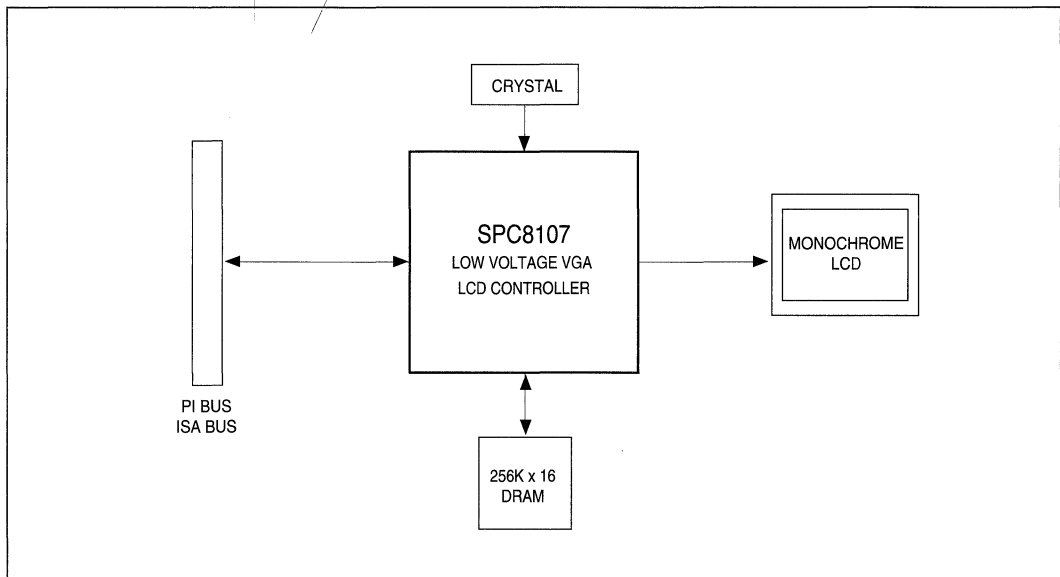 CRYSTAL
SPC8107
LOW VOLTAGE VGA
LCD CONTROLLER
MONOCHROME
LCD
PI BUS
ISA BUS
256K x 16
DRAM